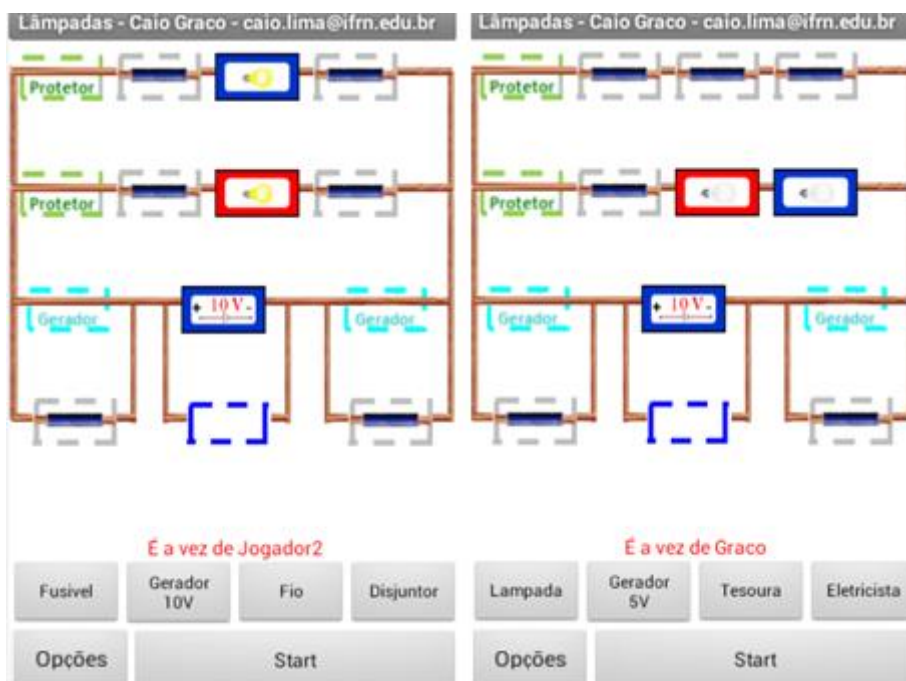 Lâmpadas - Caio Graco - caio.lima@ifrn.edu.br
Protetor
Protetor
Gerador
+ 10 V -
Gerador
É a vez de Jogador2
Fusivel
Gerador 10V
Fio
Disjuntor
Opções
Start
Lâmpadas - Caio Graco - caio.lima@ifrn.edu.br
Protetor
Protetor
Gerador
+ 10 V -
Gerador
É a vez de Graco
Lampada
Gerador 5V
Tesoura
Eletricista
Opções
Start